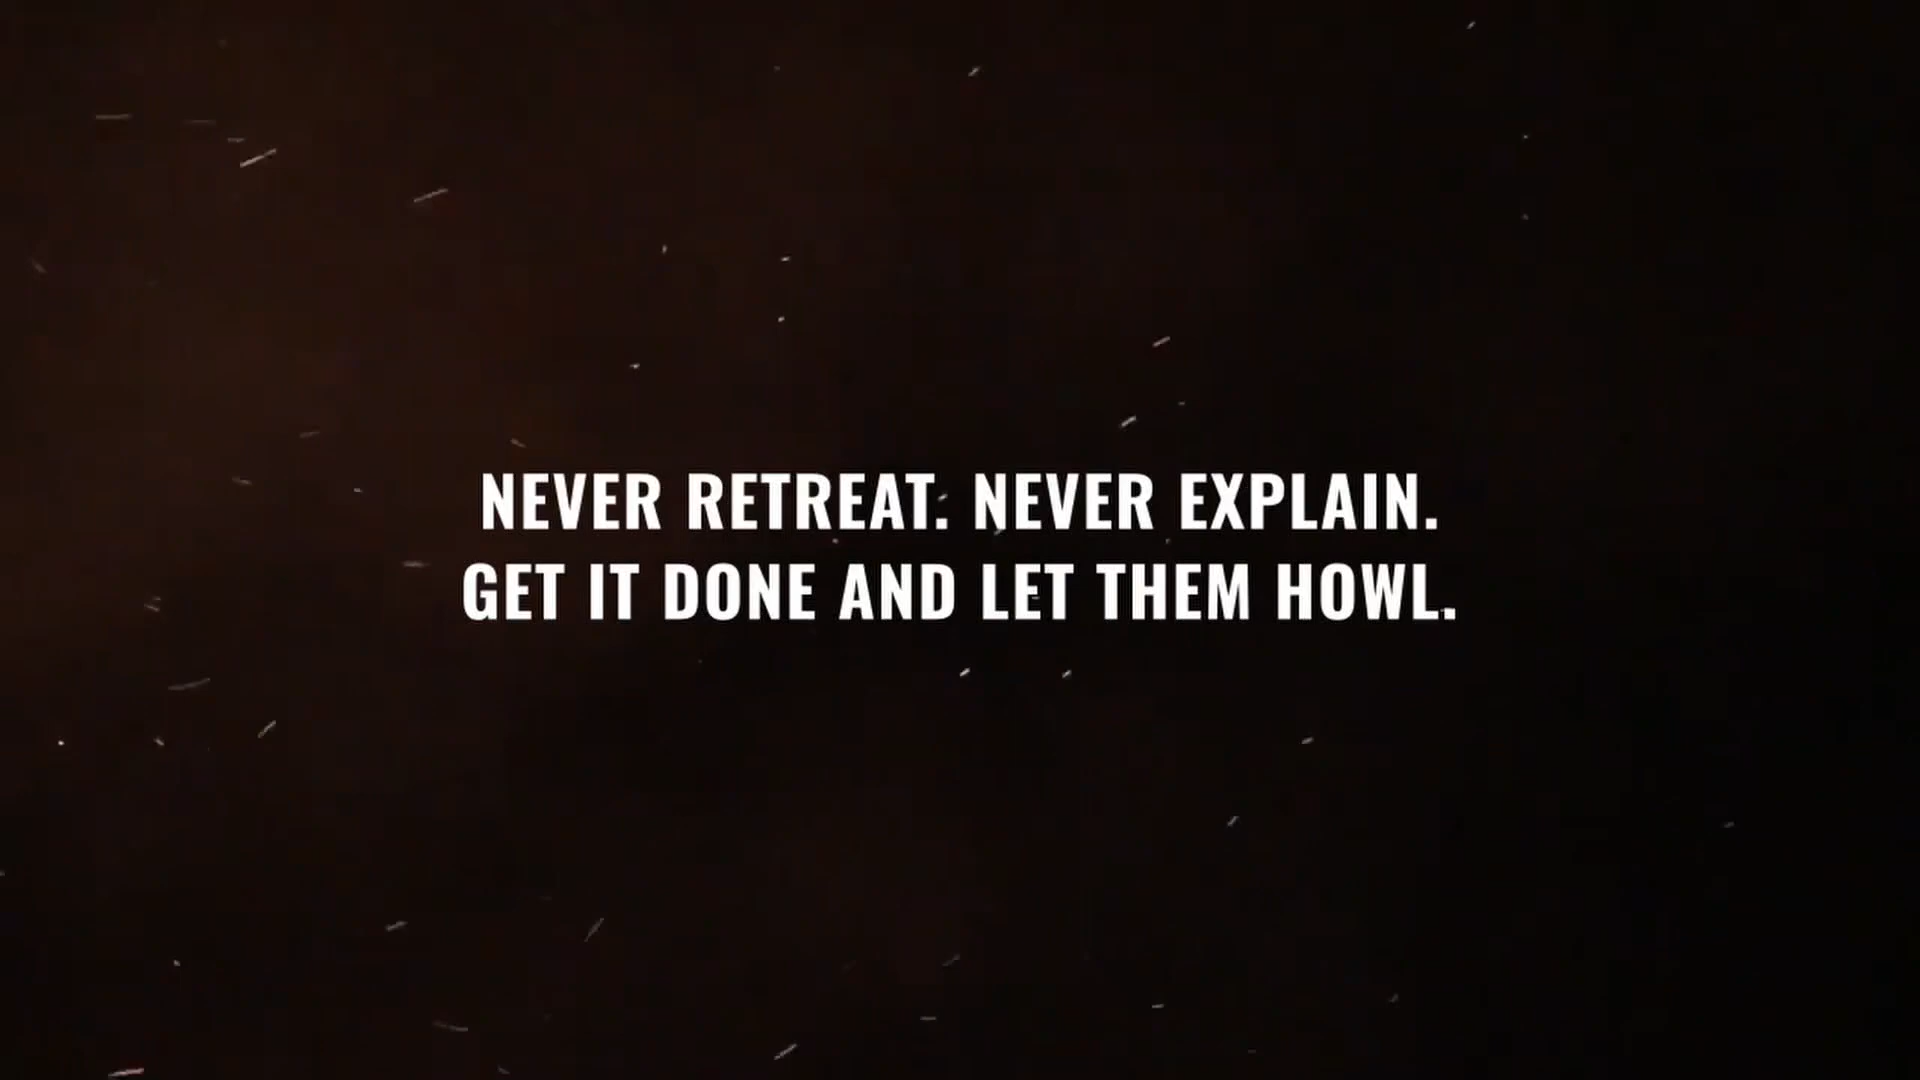 NEVER RETREAT. NEVER EXPLAIN.
GET IT DONE AND LET THEM HOWL.